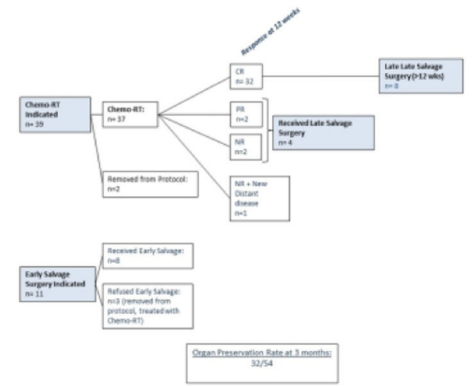 Response at 12 weeks
CR
n= 32
Late Late Salvage
Surgery (>12 wks)
n= 8
Chemo-RT
Indicated
n= 39
Chemo-RT:
n= 37
PR
n=2
Received Late Salvage
Surgery
n= 4
NR
n=2
Removed from Protocol:
n=2
NR + New
Distant
disease
n=1
Early Salvage
Surgery Indicated
n= 11
Received Early Salvage:
n=8
Refused Early Salvage:
n=3 (removed from
protocol, treated with
Chemo-RT)
Organ Preservation Rate at 3 months:
32/54